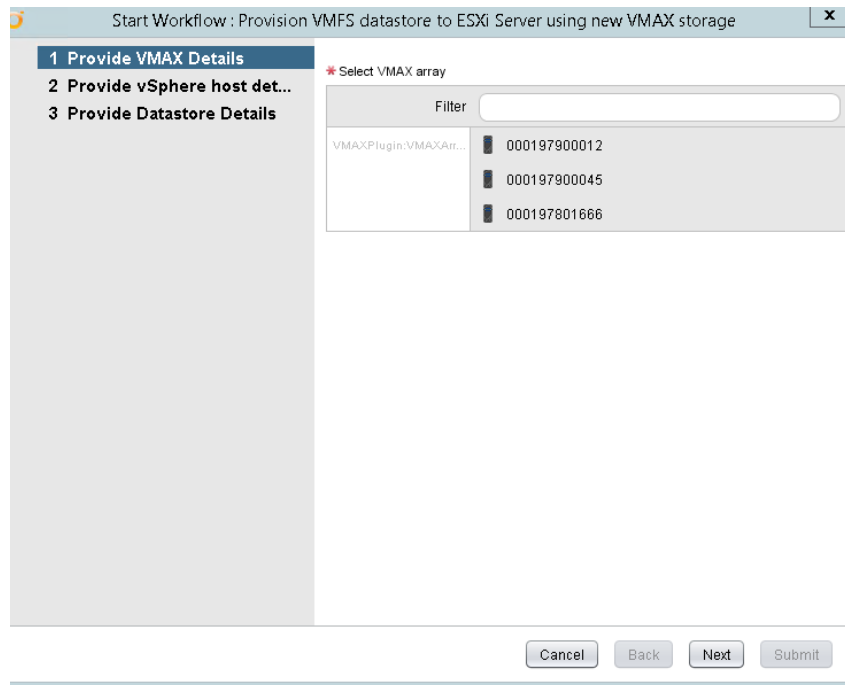 Start Workflow : Provision VMFS datastore to ESXi Server using new VMAX storage
X
1 Provide VMAX Details
2 Provide vSphere host det...
3 Provide Datastore Details
* Select VMAX array
Filter
VMAXPlugin:VMAXArr...
000197900012
000197900045
000197801666
Cancel Back Next Submit